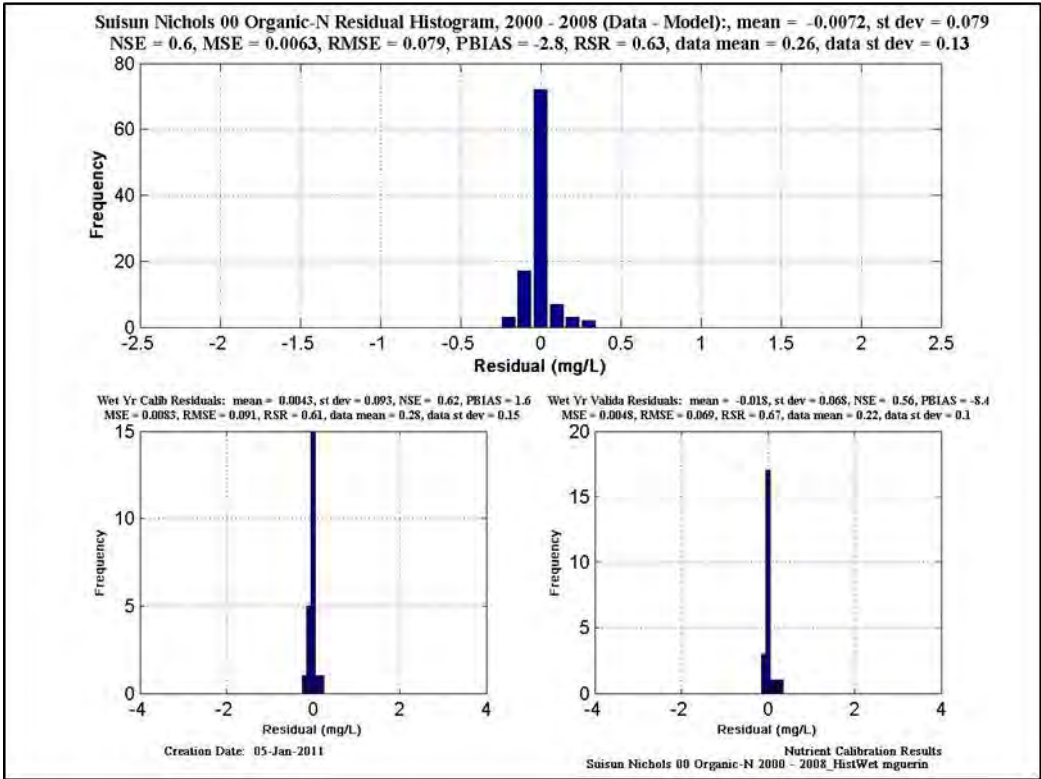 Suisun Nichols 00 Organic-N Residual Histogram, 2000 - 2008 (Data - Model):, mean = -0.0072, st dev = 0.079
NSE = 0.6, MSE = 0.0063, RMSE = 0.079, PBIAS = -2.8, RSR = 0.63, data mean = 0.26, data st dev = 0.13
80
60
40
20
0
Frequency
-2.5 -2 -1.5 -1 -0.5 0 0.5 1 1.5 2 2.5
Residual (mg/L)
Wet Yr Calib Residuals: mean = 0.0043, st dev = 0.093, NSE = 0.62, PBIAS = 1.6
MSE = 0.0083, RMSE = 0.091, RSR = 0.61, data mean = 0.28, data st dev = 0.15
15
10
5
0
Frequency
-4 -2 0 2 4
Residual (mg/L)
Wet Yr Valida Residuals: mean = -0.018, st dev = 0.068, NSE = 0.56, PBIAS = -8.4
MSE = 0.0048, RMSE = 0.069, RSR = 0.67, data mean = 0.22, data st dev = 0.1
20
15
10
5
0
Frequency
-4 -2 0 2 4
Residual (mg/L)
Creation Date: 05-Jan-2011
Nutrient Calibration Results
Suisun Nichols 00 Organic-N 2000 - 2008_HistWet mguerin